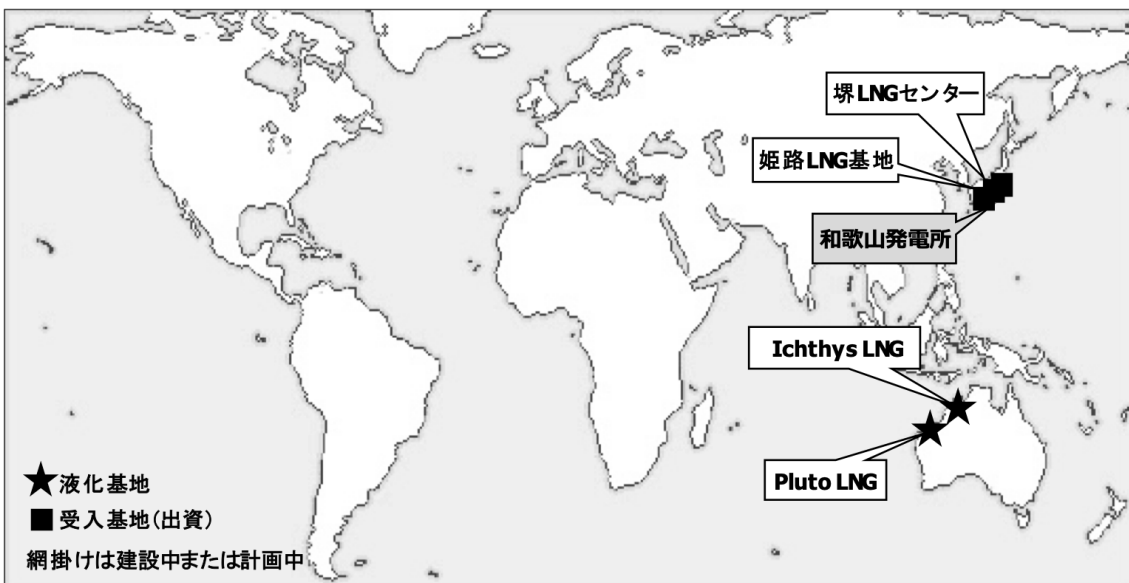 堺LNGセンター
姫路LNG基地
和歌山発電所
Ichthys LNG
Pluto LNG
★液化基地
■受入基地(出資)
網掛けは建設中または計画中